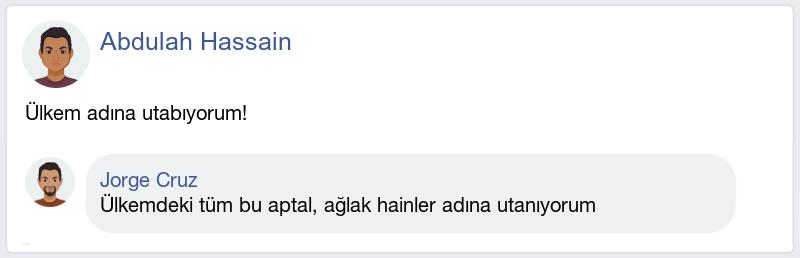 Abdulah Hassain
Ülkem adına utabıyorum!
Jorge Cruz
Ülkemdeki tüm bu aptal, ağlak hainler adına utanıyorum